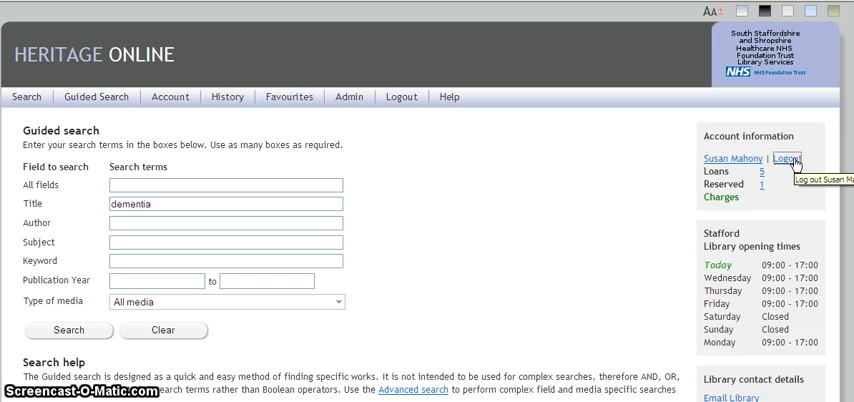 AA±
HERITAGE ONLINE
South Staffordshire
and Shropshire
Healthcare NHS
Foundation Trust
Library Services
NHS NHS Foundation Trust
Search Guided Search Account History Favourites Admin Logout Help
Guided search
Enter your search terms in the boxes below. Use as many boxes as required.
Field to search Search terms
All fields
Title dementia
Author
Subject
Keyword
Publication Year to
Type of media All media
Search Clear
Search help
The Guided search is designed as a quick and easy method of finding specific works. It is not intended to be used for complex searches, therefore AND, OR,
search terms rather than Boolean operators. Use the Advanced search to perform complex field and media specific searches
Account information
Susan Mahony | Logout
Log out Susan Ma
Loans 5
Reserved 1
Charges
Stafford
Library opening times
Today 09:00 - 17:00
Wednesday 09:00 - 17:00
Thursday 09:00 - 17:00
Friday 09:00 - 17:00
Saturday Closed
Sunday Closed
Monday 09:00 - 17:00
Library contact details
Email Library
Screencast-O-Matic.com